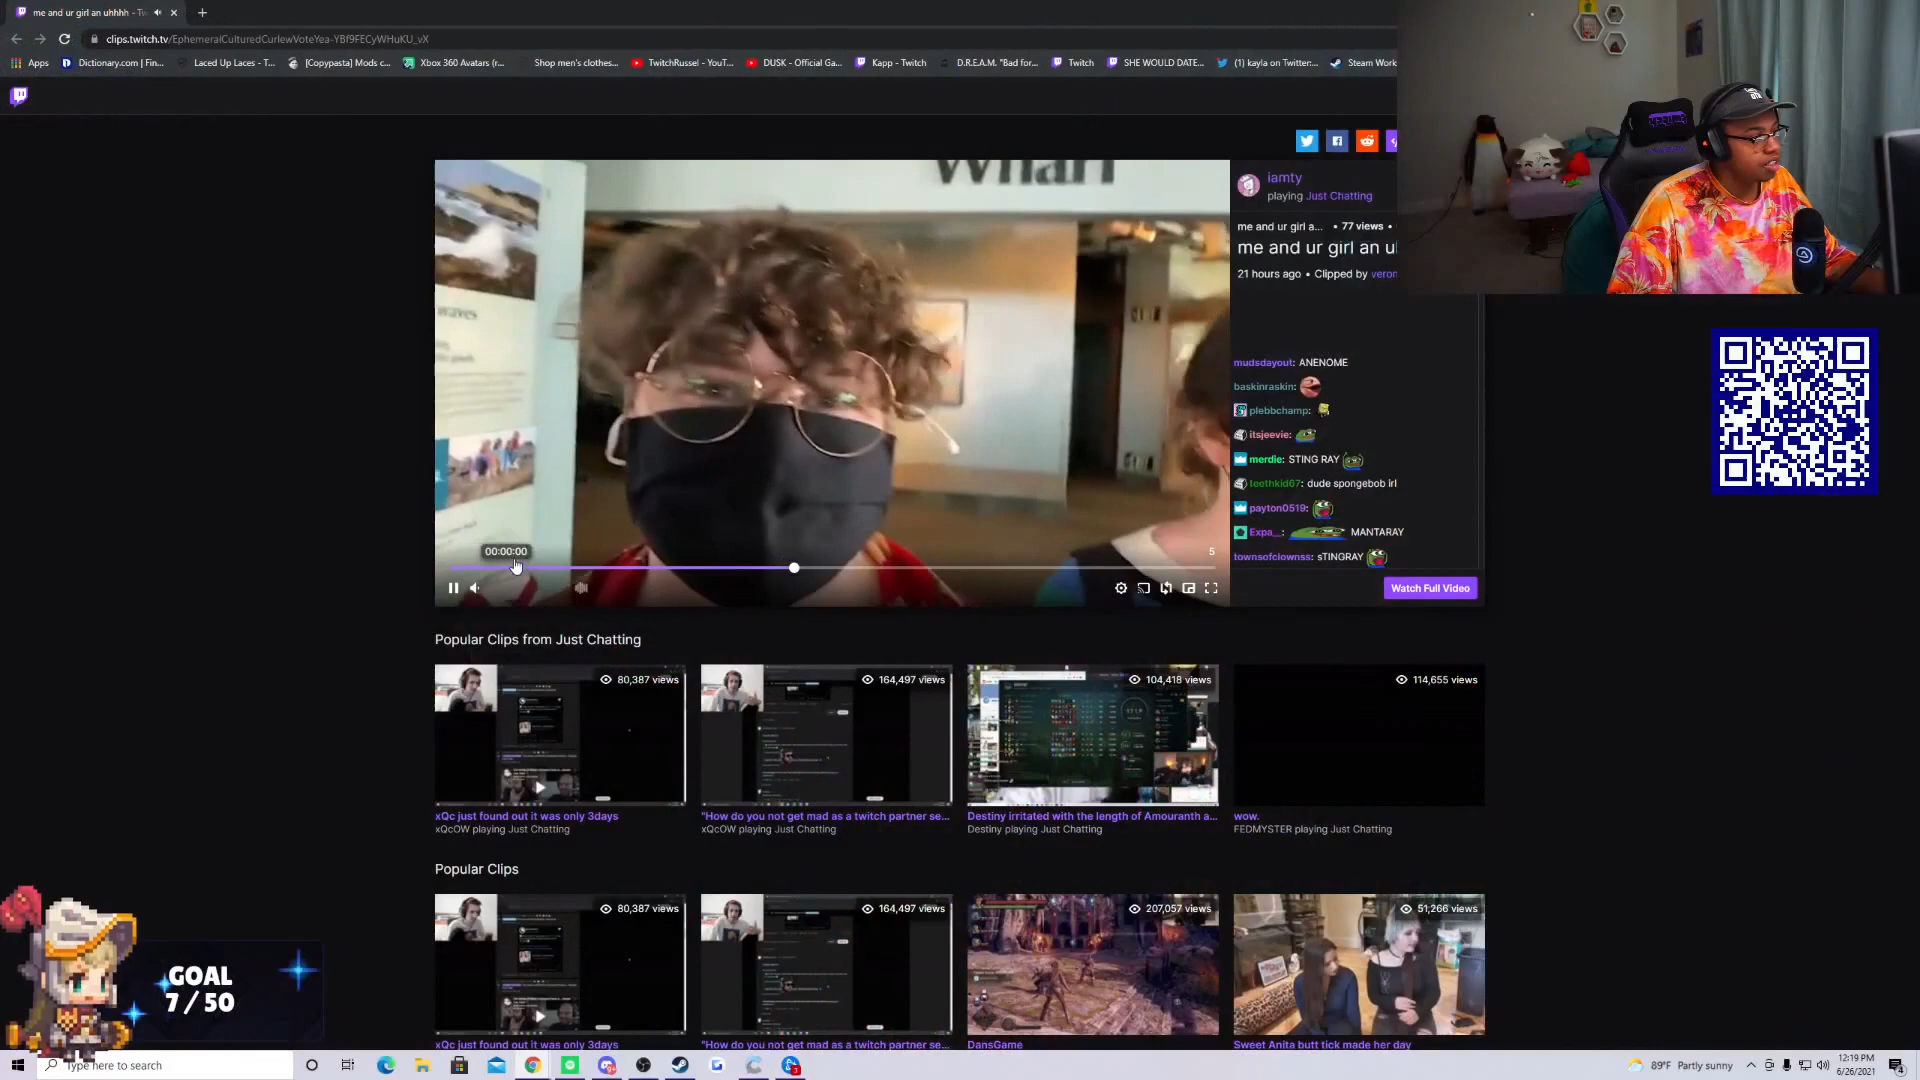 me and ur girl an uhhhh - Tw
clips.twitch.tv/EphemeralCulturedCurlewVoteYea-YBf9FECyWHuKU_vX
Apps
Dictionary.com | Fin...
Laced Up Laces - T...
[Copypasta] Mods c...
Xbox 360 Avatars (r...
Shop men's clothes...
TwitchRussel - YouT...
DUSK - Official Ga...
Kapp - Twitch
D.R.E.A.M. "Bad for...
Twitch
SHE WOULD DATE...
(1) kayla on Twitter:...
Steam Work
Wharf
waves
iamty
playing Just Chatting
me and ur girl a... • 77 views •
me and ur girl an u
21 hours ago • Clipped by veron
mudsdayout: ANENOME
baskinraskin:
plebbchamp:
itsjeevie:
merdie: STING RAY
teethkid67: dude spongebob irl
payton0519:
Expa__: MANTARAY
townsofclownss: sTINGRAY
00:00:00
5
Watch Full Video
Popular Clips from Just Chatting
80,387 views
164,497 views
104,418 views
114,655 views
xQc just found out it was only 3days
xQcOW playing Just Chatting
"How do you not get mad as a twitch partner se...
xQcOW playing Just Chatting
Destiny irritated with the length of Amouranth a...
Destiny playing Just Chatting
wow.
FEDMYSTER playing Just Chatting
Popular Clips
80,387 views
164,497 views
207,057 views
51,266 views
xQc just found out it was only 3days
"How do you not get mad as a twitch partner se...
DansGame
Sweet Anita butt tick made her day
GOAL
7 / 50
Type here to search
89°F Partly sunny
12:19 PM
6/26/2021
4